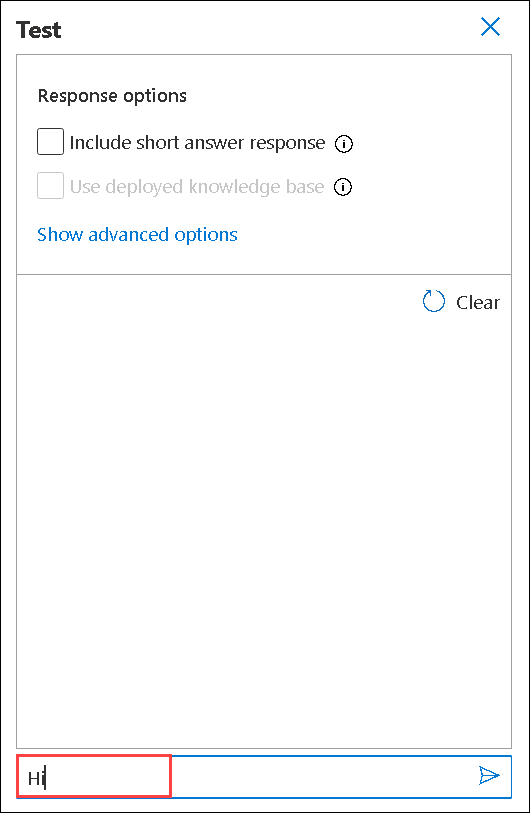 Test
Response options
Include short answer response
Use deployed knowledge base
Show advanced options
Clear
Hi